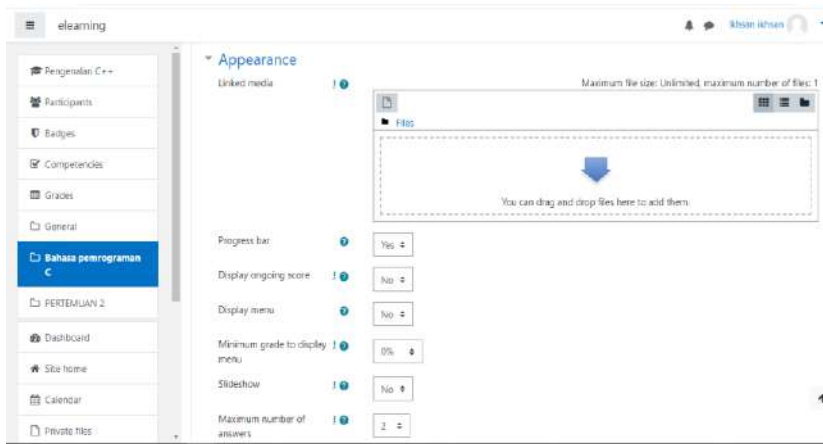 elearning
Ikhsan ikhsan
Pengenalan C++
Participants
Badges
Competencies
Grades
General
Bahasa pemrograman
C
PERTEMUAN 2
Dashboard
Site home
Calendar
Private files
Appearance
Linked media
Maximum file size: Unlimited, maximum number of files: 1
Files
You can drag and drop files here to add them.
Progress bar
Yes
Display ongoing score
No
Display menu
No
Minimum grade to display
menu
0%
Slideshow
No
Maximum number of
answers
2